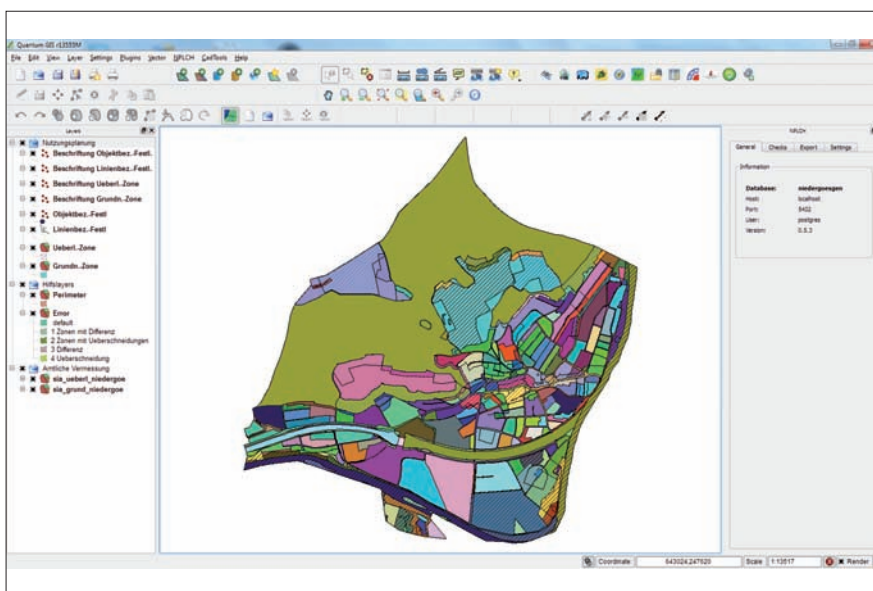 Quantum GIS r13555M
File Edit View Layer Settings Plugins Vector NPLCH CadTools Help
Layers
Nutzungsplanung
Beschriftung Objektbez.-Festl.
Beschriftung Linienbez.-Festl.
Beschriftung Ueberl.-Zone
Beschriftung Grundn.-Zone
Objektbez.-Festl
Linienbez.-Festl
Ueberl.-Zone
Grundn.-Zone
Hilfslayers
Perimeter
Error
default
1 Zonen mit Differenz
2 Zonen mit Ueberschneidungen
3 Differenz
4 Ueberschneidung
Amtliche Vermessung
sia_ueberl_niedergoe
sia_grund_niedergoe
NPLCH
General Checks Export Settings
Information
Database: niedergoesgen
Host: localhost
Port: 5432
User: postgres
Version: 0.5.3
Coordinate: 643024,247520 Scale 1:13517 Render